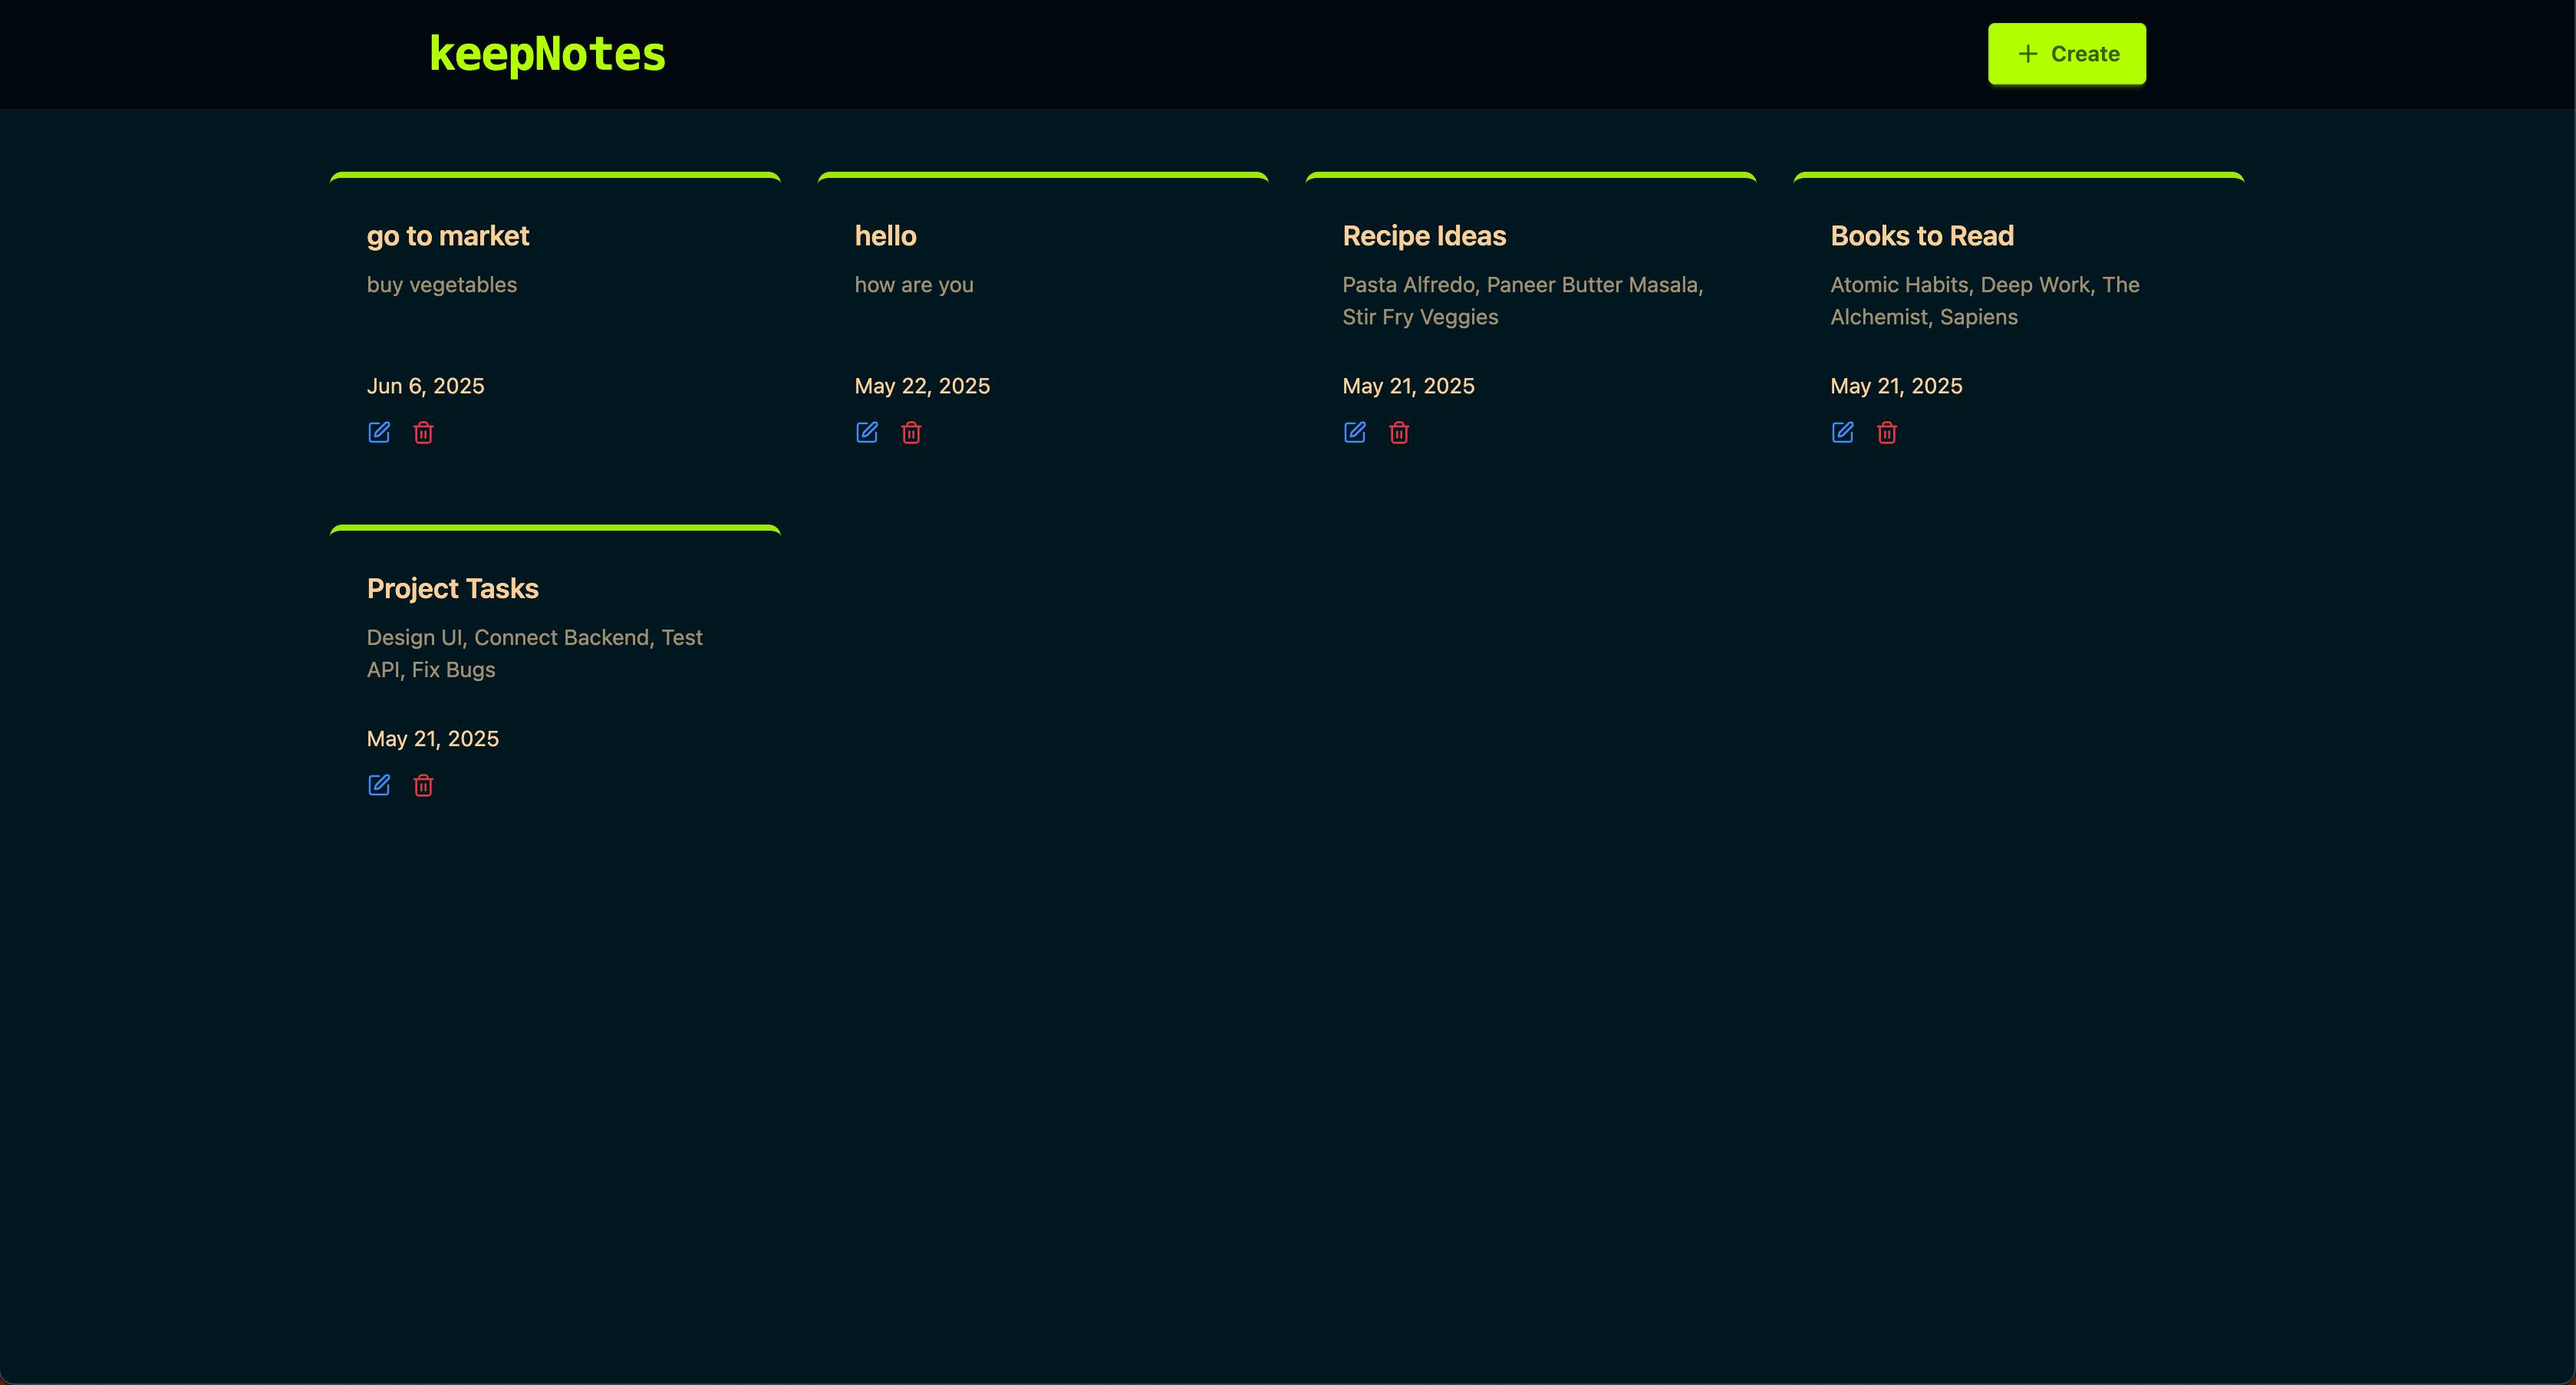 keepNotes
Create
go to market
buy vegetables
Jun 6, 2025
hello
how are you
May 22, 2025
Recipe Ideas
Pasta Alfredo, Paneer Butter Masala,
Stir Fry Veggies
May 21, 2025
Books to Read
Atomic Habits, Deep Work, The
Alchemist, Sapiens
May 21, 2025
Project Tasks
Design UI, Connect Backend, Test
API, Fix Bugs
May 21, 2025